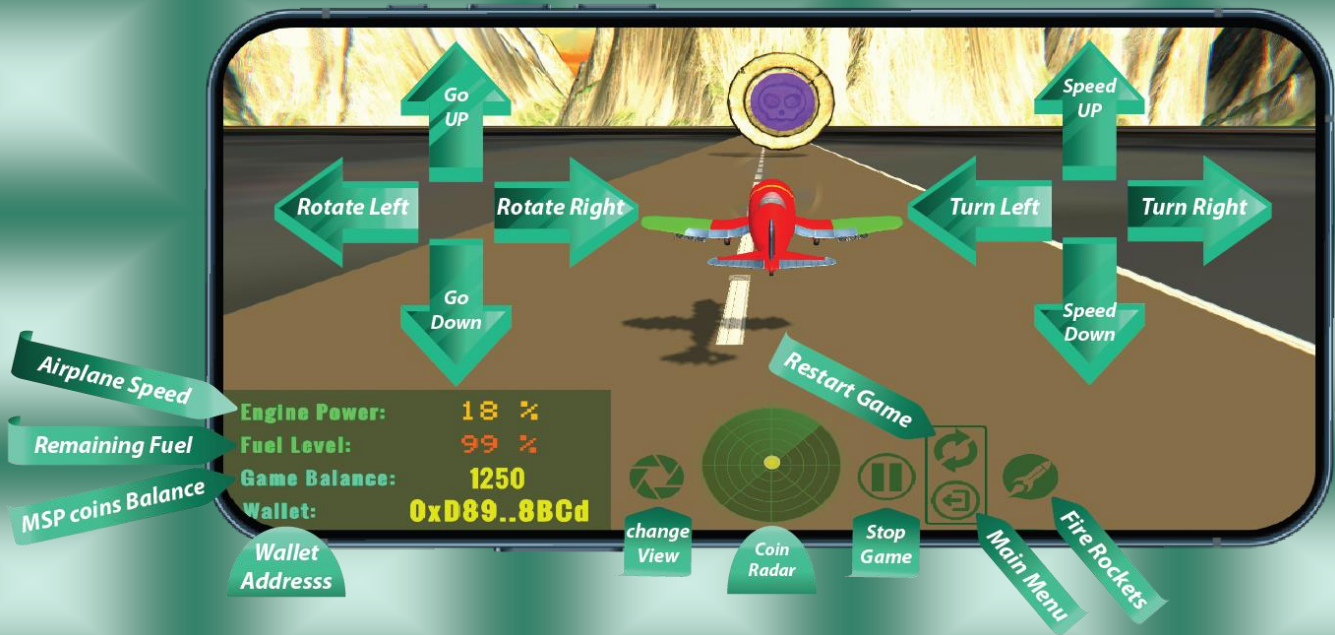 Go
UP
Speed
UP
Rotate Left
Rotate Right
Turn Left
Turn Right
Go
Down
Speed
Down
Airplane Speed
Engine Power: 18 %
Remaining Fuel
Fuel Level: 99 %
MSP coins Balance
Game Balance: 1250
Wallet: 0xD89..8BCd
Wallet
Addresss
Restart Game
change
View
Coin
Radar
Stop
Game
Main Menu
Fire Rockets